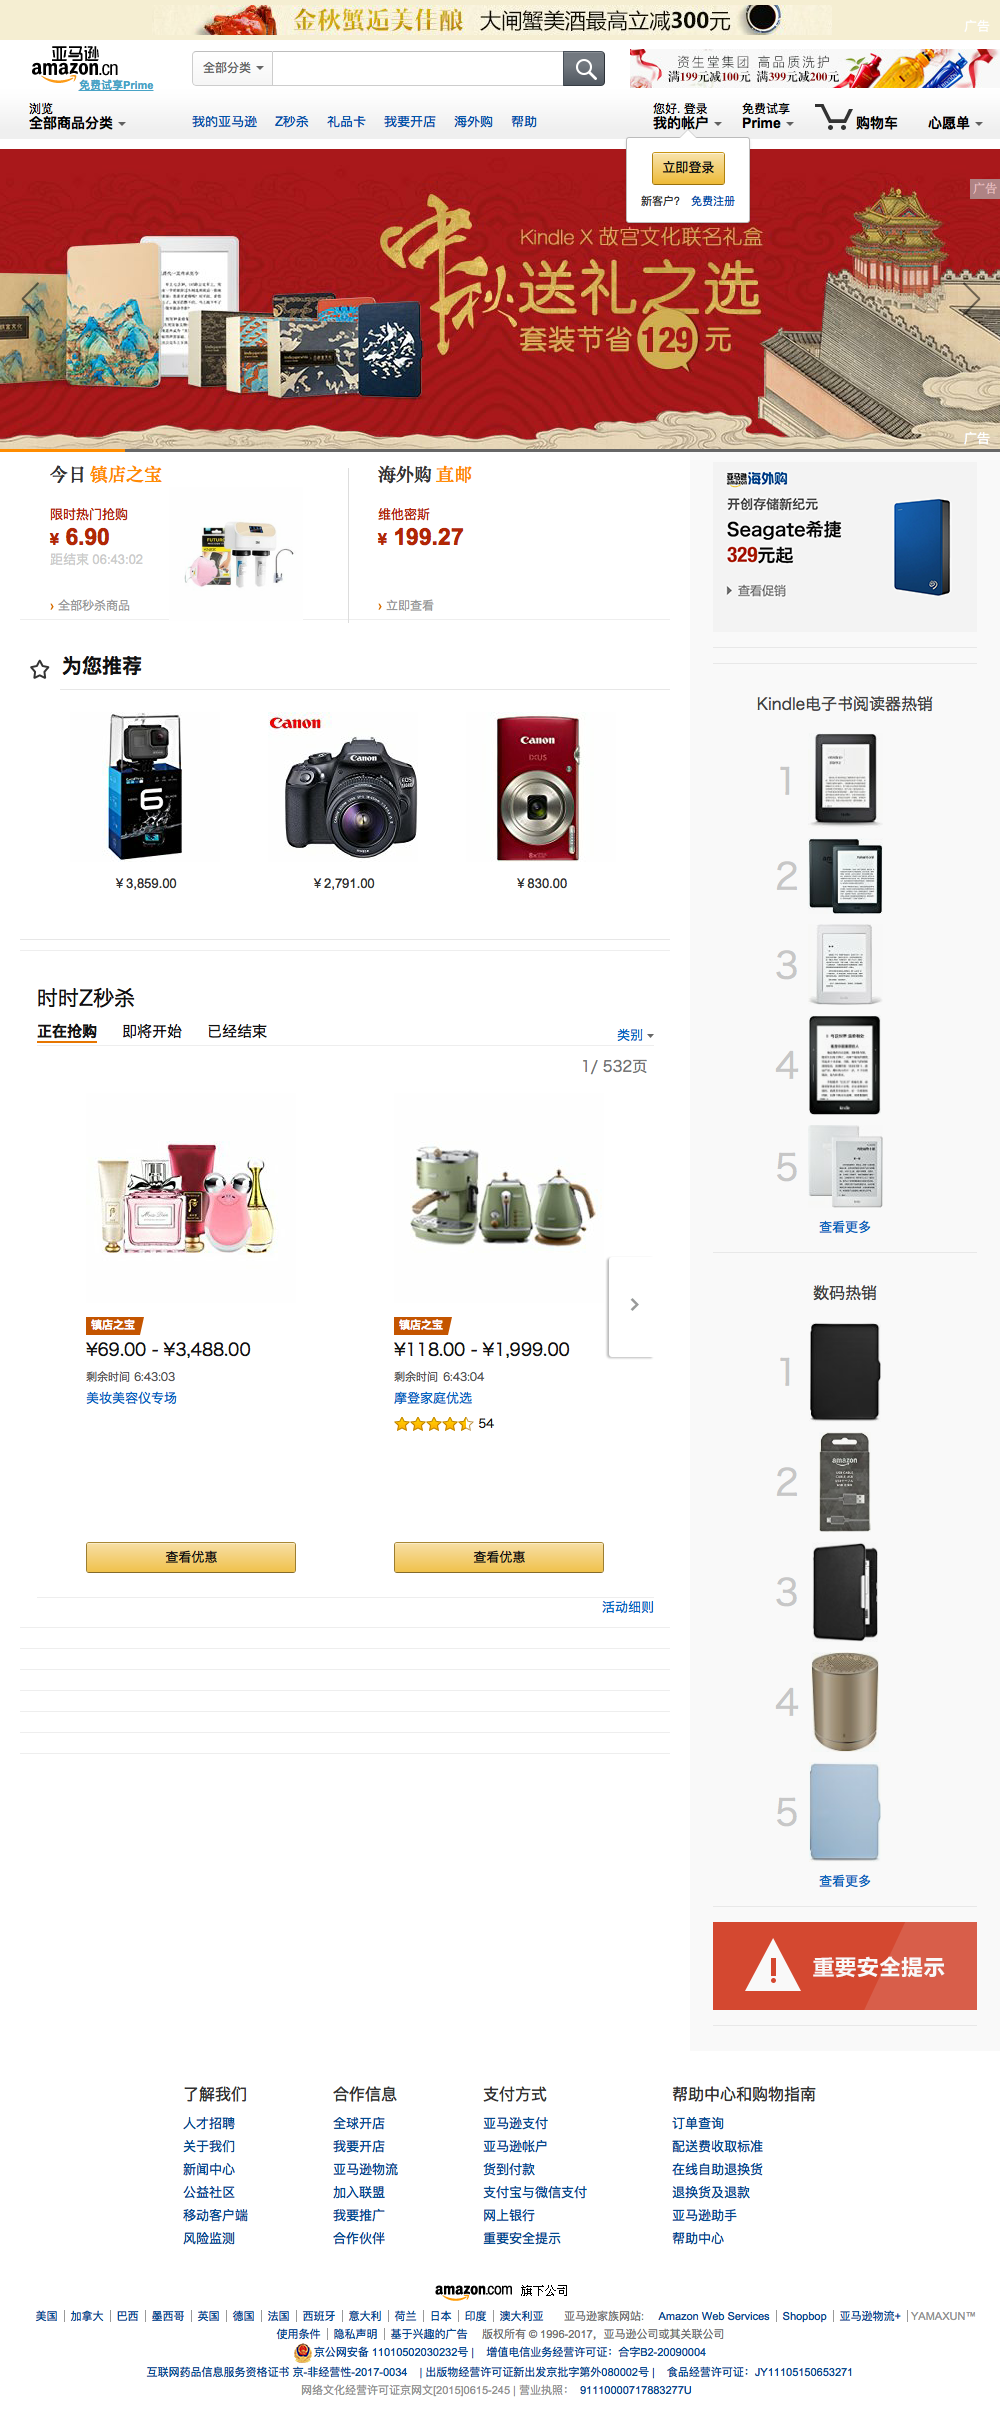 金秋蟹逅美佳酿 大闸蟹美酒最高立减300元
广告
亚马逊
amazon.cn
免费试享Prime
全部分类
资生堂集团 高品质洗护
满199元减100元 满399元减200元
浏览
全部商品分类
我的亚马逊 Z秒杀 礼品卡 我要开店 海外购 帮助
您好, 登录
我的帐户
免费试享
Prime
购物车
心愿单
立即登录
新客户? 免费注册
广告
中秋
Kindle X 故宫文化联名礼盒
送礼之选
套装节省129元
广告
今日 镇店之宝
限时热门抢购
¥ 6.90
距结束 06:43:02
› 全部秒杀商品
海外购 直邮
维他密斯
¥ 199.27
› 立即查看
亚马逊 amazon 海外购
开创存储新纪元
Seagate希捷
329元起
查看促销
为您推荐
Canon
Canon
Canon
IXUS
6
¥ 3,859.00
¥ 2,791.00
¥ 830.00
Kindle电子书阅读器热销
1
2
3
4
5
查看更多
时时Z秒杀
正在抢购 即将开始 已经结束
类别
1/ 532页
镇店之宝
¥69.00 - ¥3,488.00
剩余时间 6:43:03
美妆美容仪专场
查看优惠
镇店之宝
¥118.00 - ¥1,999.00
剩余时间 6:43:04
摩登家庭优选
54
查看优惠
活动细则
数码热销
1
2
amazon
3
4
5
查看更多
重要安全提示
了解我们
人才招聘
关于我们
新闻中心
公益社区
移动客户端
风险监测
合作信息
全球开店
我要开店
亚马逊物流
加入联盟
我要推广
合作伙伴
支付方式
亚马逊支付
亚马逊帐户
货到付款
支付宝与微信支付
网上银行
重要安全提示
帮助中心和购物指南
订单查询
配送费收取标准
在线自助退换货
退换货及退款
亚马逊助手
帮助中心
amazon.com 旗下公司
美国 | 加拿大 | 巴西 | 墨西哥 | 英国 | 德国 | 法国 | 西班牙 | 意大利 | 荷兰 | 日本 | 印度 | 澳大利亚 亚马逊家族网站: Amazon Web Services | Shopbop | 亚马逊物流+ | YAMAXUN™
使用条件 | 隐私声明 | 基于兴趣的广告 版权所有 © 1996-2017, 亚马逊公司或其关联公司
京公网安备 11010502030232号 | 增值电信业务经营许可证: 合字B2-20090004
互联网药品信息服务资格证书 京-非经营性-2017-0034 | 出版物经营许可证新出发京批字第外080002号 | 食品经营许可证: JY11105150653271
网络文化经营许可证京网文[2015]0615-245 | 营业执照: 91110000717883277U